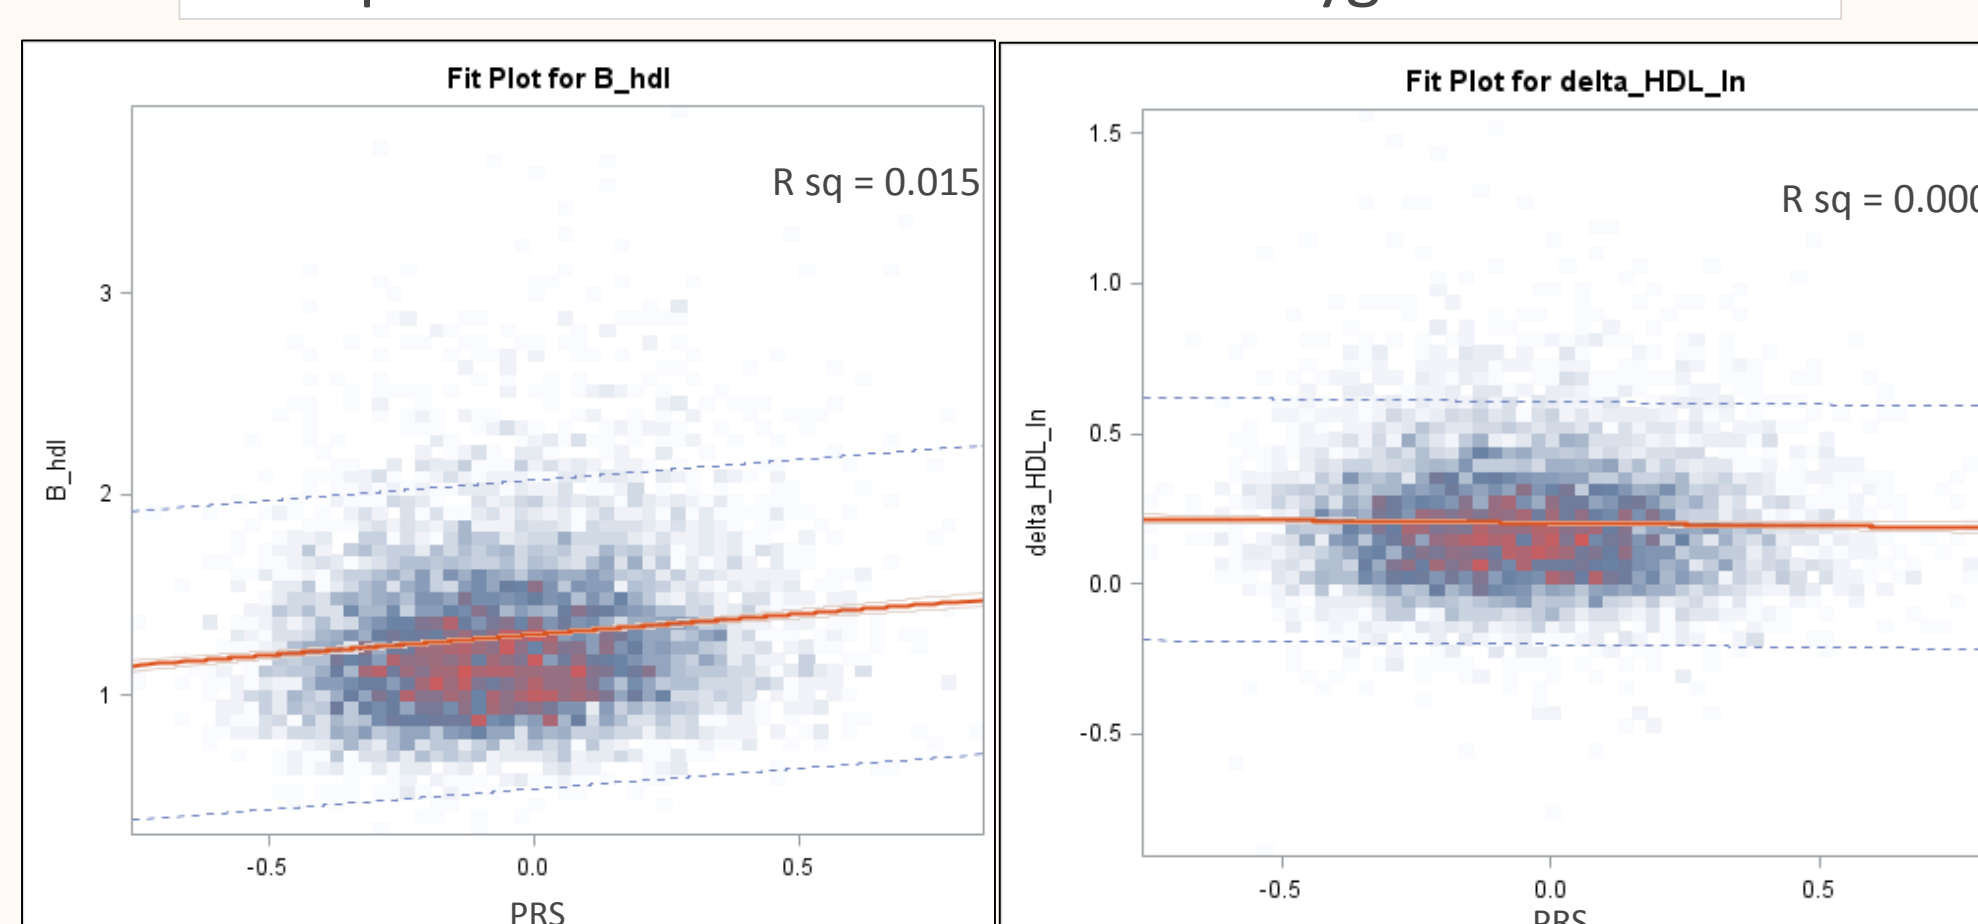 Fit Plot for B_hdl
R sq = 0.015
3
2
1
B_hdl
-0.5
0.0
0.5
PRS
Fit Plot for delta_HDL_ln
R sq = 0.000
1.5
1.0
0.5
0.0
-0.5
delta_HDL_ln
-0.5
0.0
0.5
PRS